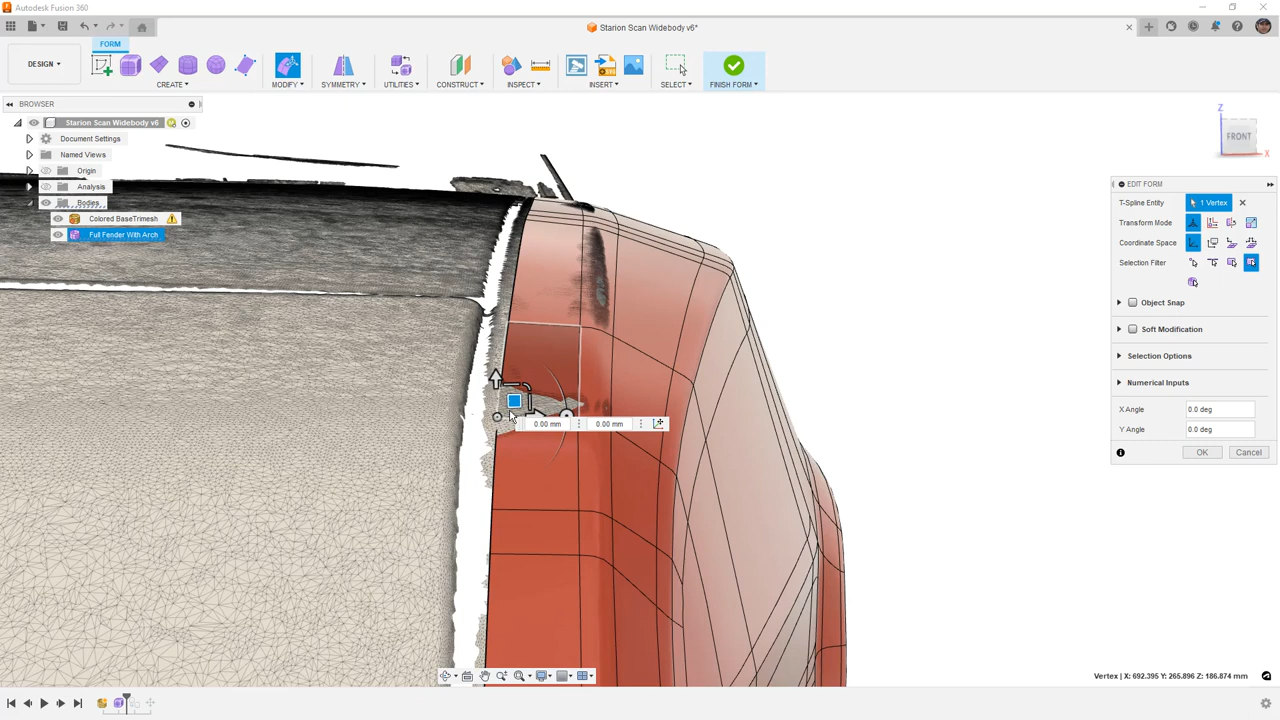 Autodesk Fusion 360
Starion Scan Widebody v6*
FORM
DESIGN
CREATE
MODIFY
SYMMETRY
UTILITIES
CONSTRUCT
INSPECT
INSERT
SELECT
FINISH FORM
BROWSER
Starion Scan Widebody v6
Document Settings
Named Views
Origin
Analysis
Bodies
Colored BaseTrimesh
Full Fender With Arch
Z
FRONT
X
EDIT FORM
T-Spline Entity
1 Vertex
Transform Mode
Coordinate Space
Selection Filter
Object Snap
Soft Modification
Selection Options
Numerical Inputs
X Angle
0.0 deg
Y Angle
0.0 deg
OK
Cancel
0.00 mm
0.00 mm
Vertex | X: 692.395 Y: 265.896 Z: 186.874 mm